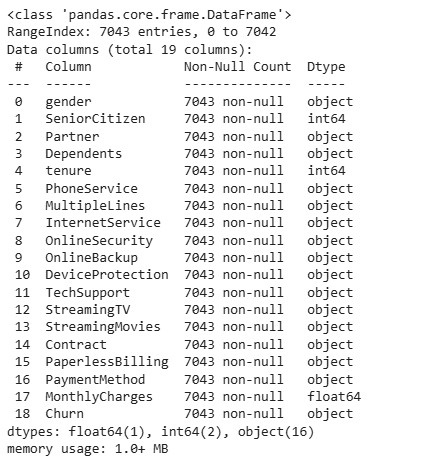 <class 'pandas.core.frame.DataFrame'>
RangeIndex: 7043 entries, 0 to 7042
Data columns (total 19 columns):
 #   Column            Non-Null Count  Dtype
---  ------            --------------  -----
 0   gender            7043 non-null   object
 1   SeniorCitizen     7043 non-null   int64
 2   Partner           7043 non-null   object
 3   Dependents        7043 non-null   object
 4   tenure            7043 non-null   int64
 5   PhoneService      7043 non-null   object
 6   MultipleLines     7043 non-null   object
 7   InternetService   7043 non-null   object
 8   OnlineSecurity    7043 non-null   object
 9   OnlineBackup      7043 non-null   object
 10  DeviceProtection  7043 non-null   object
 11  TechSupport       7043 non-null   object
 12  StreamingTV       7043 non-null   object
 13  StreamingMovies   7043 non-null   object
 14  Contract          7043 non-null   object
 15  PaperlessBilling  7043 non-null   object
 16  PaymentMethod     7043 non-null   object
 17  MonthlyCharges    7043 non-null   float64
 18  Churn             7043 non-null   object
dtypes: float64(1), int64(2), object(16)
memory usage: 1.0+ MB